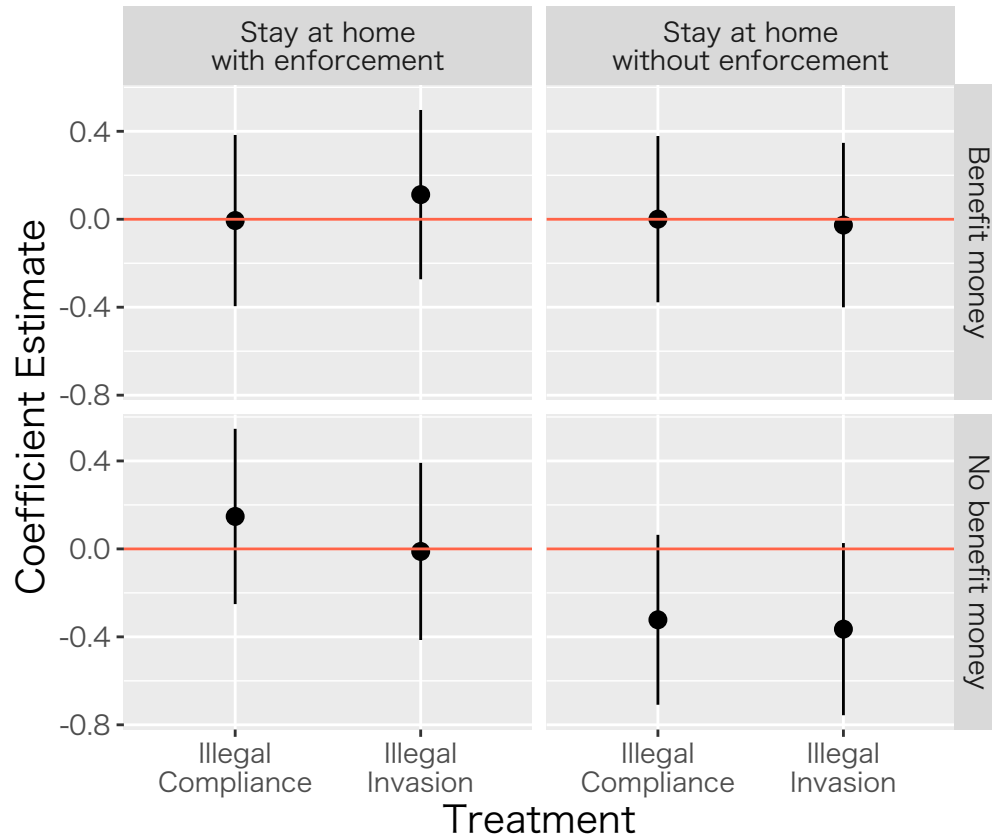 Stay at home
with enforcement
Stay at home
without enforcement
0.4
0.0
-0.4
-0.8
Benefit money
0.4
0.0
-0.4
-0.8
No benefit money
Coefficient Estimate
Illegal
Compliance
Illegal
Invasion
Illegal
Compliance
Illegal
Invasion
Treatment